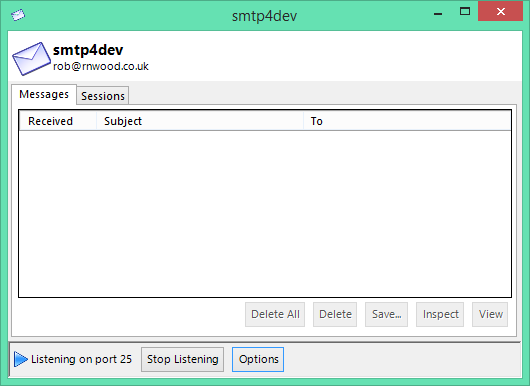 smtp4dev
smtp4dev
rob@rnwood.co.uk
Messages Sessions
Received Subject To
Delete All Delete Save... Inspect View
Listening on port 25 Stop Listening Options